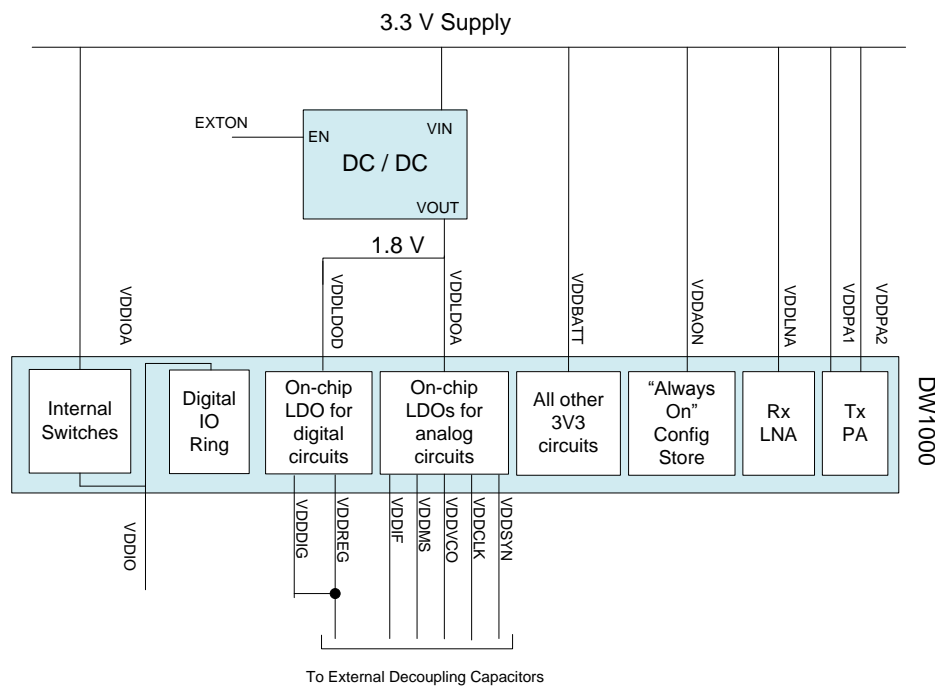 3.3 V Supply
EXTON
EN
VIN
DC / DC
VOUT
1.8 V
VDDIOA
VDDLDOD
VDDLDOA
VDDBATT
VDDAON
VDDLNA
VDDPA1
VDDPA2
Internal
Switches
Digital
IO
Ring
On-chip
LDO for
digital
circuits
On-chip
LDOs for
analog
circuits
All other
3V3
circuits
“Always
On”
Config
Store
Rx
LNA
Tx
PA
DW1000
VDDIO
VDDDIG
VDDREG
VDDIF
VDDMS
VDDVCO
VDDCLK
VDDSYN
To External Decoupling Capacitors